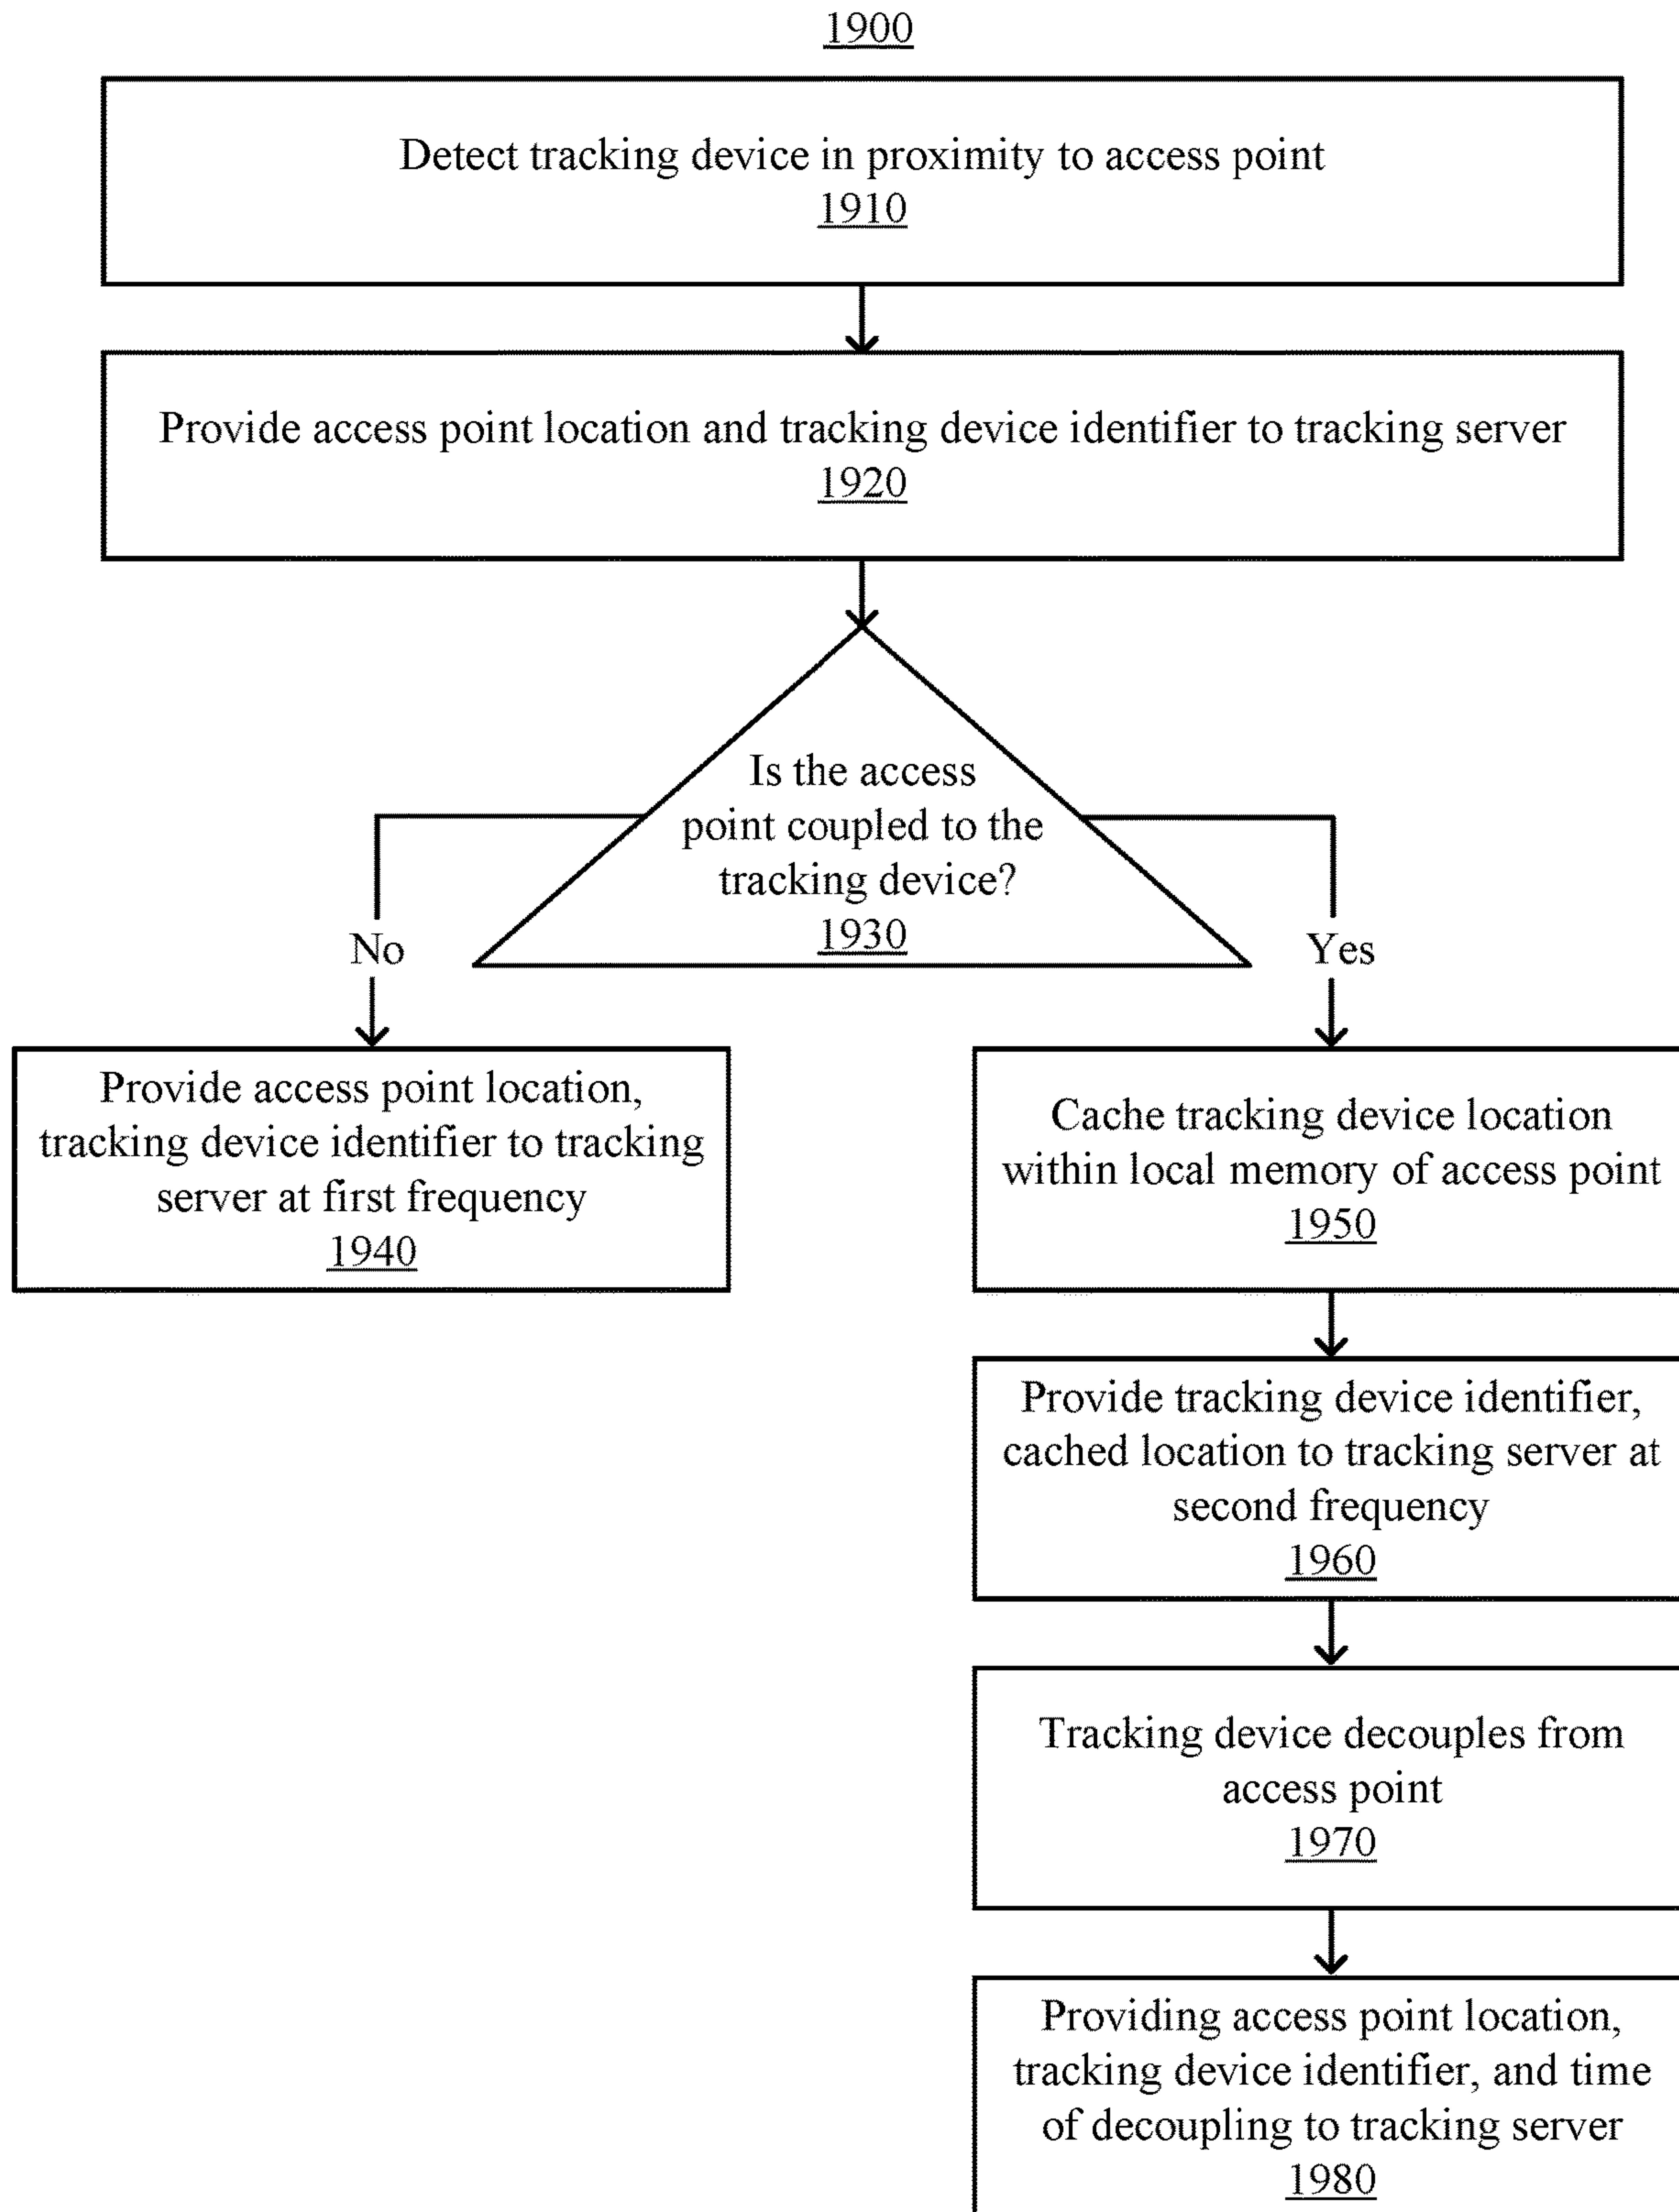 1900
Detect tracking device in proximity to access point
1910
Provide access point location and tracking device identifier to tracking server
1920
Is the access
point coupled to the
tracking device?
1930
No
Yes
Provide access point location,
tracking device identifier to tracking
server at first frequency
1940
Cache tracking device location
within local memory of access point
1950
Provide tracking device identifier,
cached location to tracking server at
second frequency
1960
Tracking device decouples from
access point
1970
Providing access point location,
tracking device identifier, and time
of decoupling to tracking server
1980